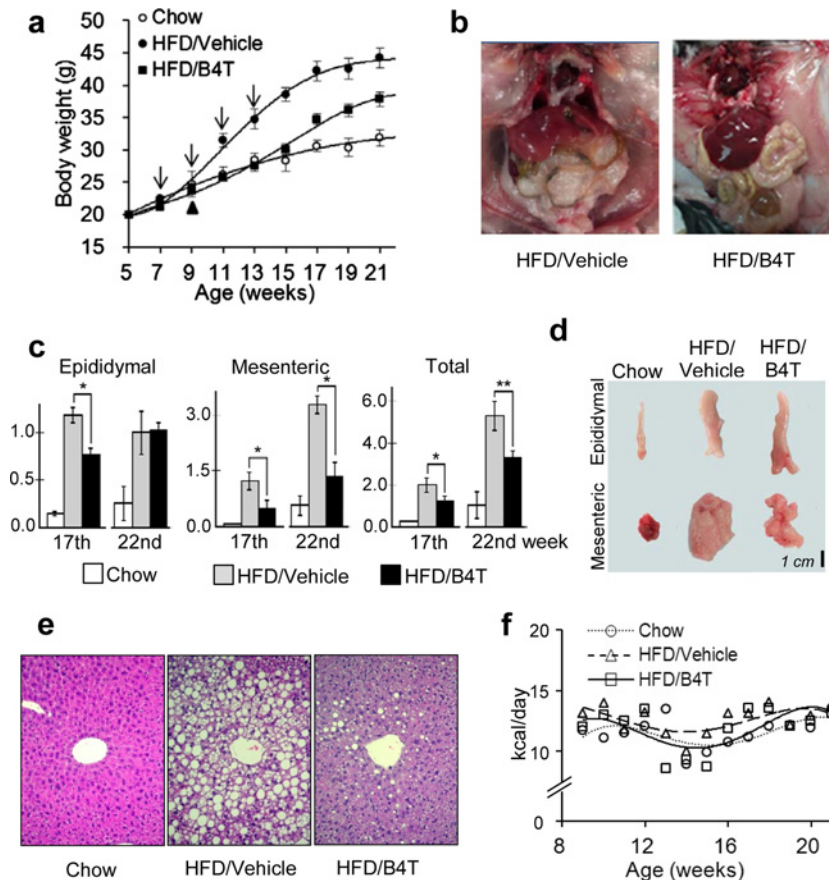 a
Chow
HFD/Vehicle
HFD/B4T
Body weight (g)
50
45
40
35
30
25
20
15
5 7 9 11 13 15 17 19 21
Age (weeks)
b
HFD/Vehicle HFD/B4T
c
Epididymal Mesenteric Total
1.0
0.5
0.0
3.0
1.5
0.0
6.0
4.0
2.0
0.0
* * * * **
17th 22nd 17th 22nd 17th 22nd week
Chow HFD/Vehicle HFD/B4T
d
Chow HFD/Vehicle HFD/B4T
Epididymal
Mesenteric
1 cm
e
Chow HFD/Vehicle HFD/B4T
f
Chow
HFD/Vehicle
HFD/B4T
kcal/day
20
15
10
0
8 12 16 20
Age (weeks)